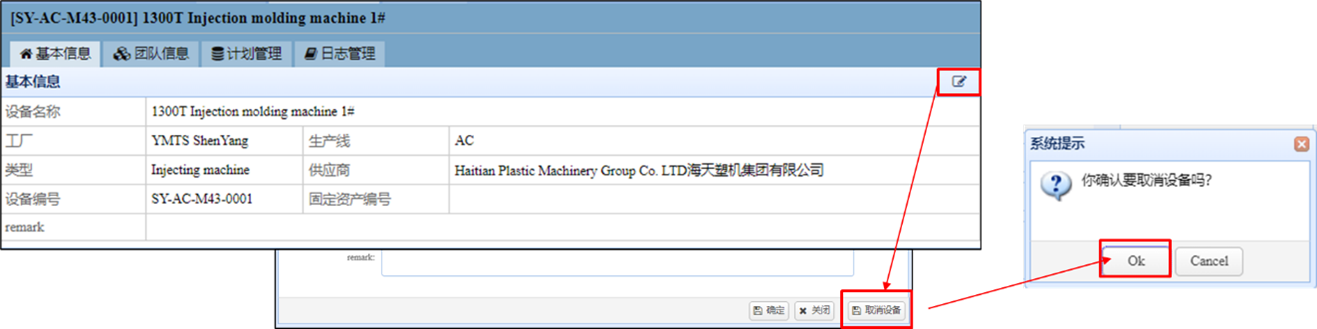 [SY-AC-M43-0001] 1300T Injection molding machine 1#
基本信息 团队信息 计划管理 日志管理
基本信息
设备名称 1300T Injection molding machine 1#
工厂 YMTS ShenYang 生产线 AC
类型 Injecting machine 供应商 Haitian Plastic Machinery Group Co. LTD海天塑机集团有限公司
设备编号 SY-AC-M43-0001 固定资产编号
remark
remark:
确定 关闭 取消设备
系统提示
你确认要取消设备吗?
Ok Cancel